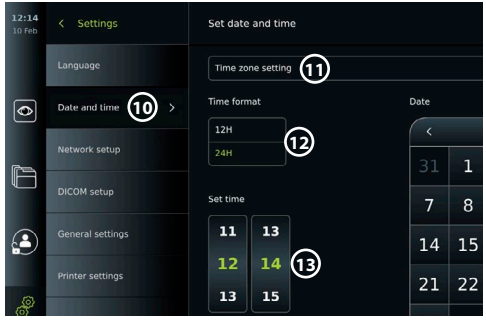 12:14
10 Feb
Settings
Set date and time
Language
Time zone setting 11
Date and time 10
Time format
Date
12H
24H
12
Network setup
31 1
DICOM setup
7 8
Set time
General settings
11 13
12 14
13 15
13
14 15
Printer settings
21 22